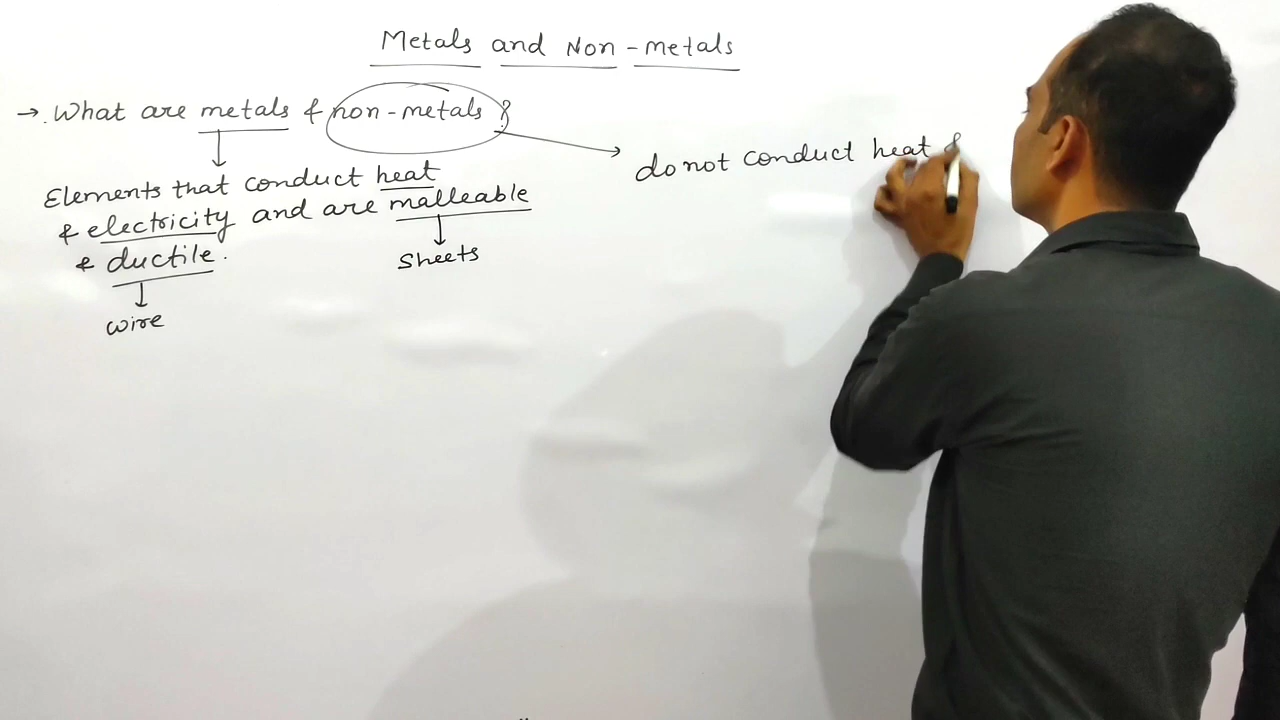 Metals and Non-metals
→ What are metals & non-metals ?
Elements that conduct heat
& electricity and are malleable
& ductile.
Sheets
wire
do not conduct heat &